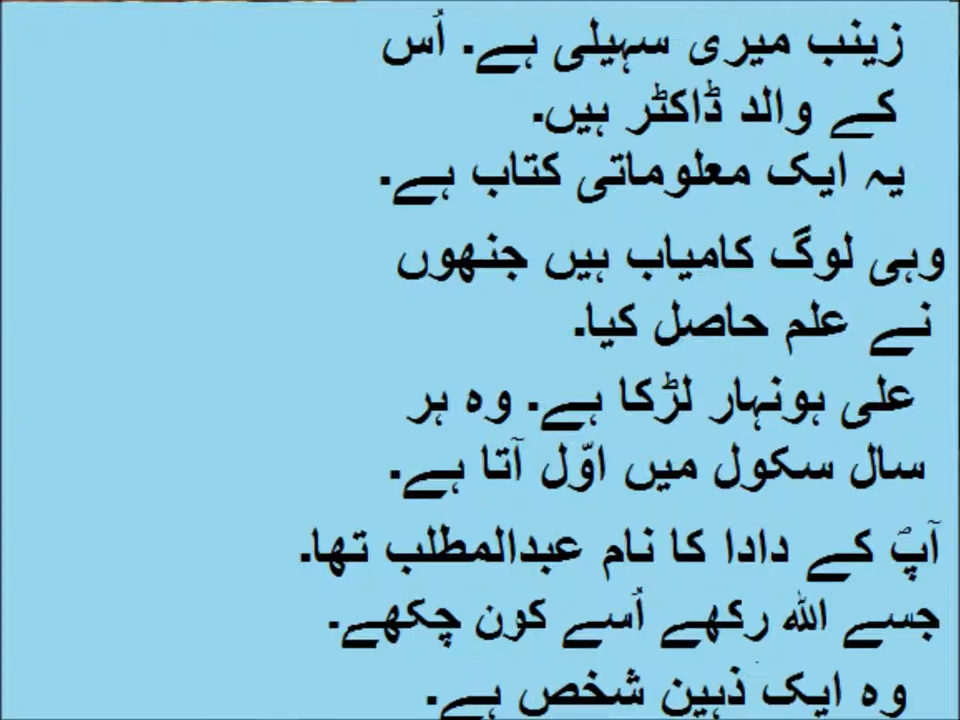 زینب میری سہیلی ہے۔ اُس
کے والد ڈاکٹر ہیں۔
یہ ایک معلوماتی کتاب ہے۔
وہی لوگ کامیاب ہیں جنھوں
نے علم حاصل کیا۔
علی ہونہار لڑکا ہے۔ وہ ہر
سال سکول میں اوّل آتا ہے۔
آپؐ کے دادا کا نام عبدالمطلب تھا۔
جسے اللہ رکھے اُسے کون چکھے۔
وہ ایک ذہین شخص ہے۔